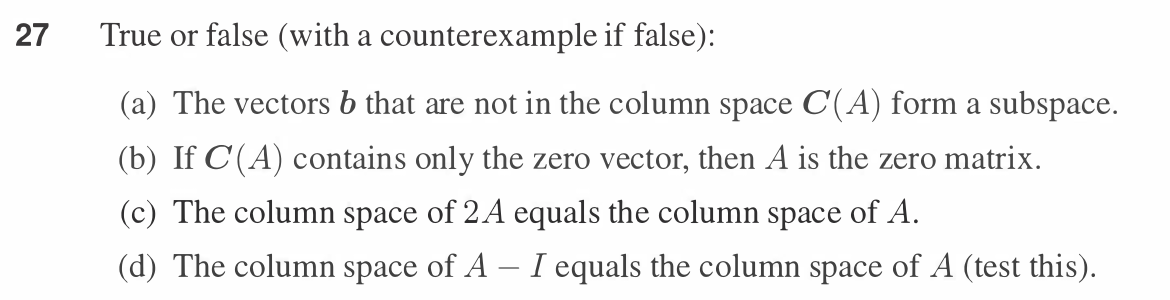 27 True or false (with a counterexample if false):
(a) The vectors b that are not in the column space C(A) form a subspace.
(b) If C(A) contains only the zero vector, then A is the zero matrix.
(c) The column space of 2A equals the column space of A.
(d) The column space of A − I equals the column space of A (test this).